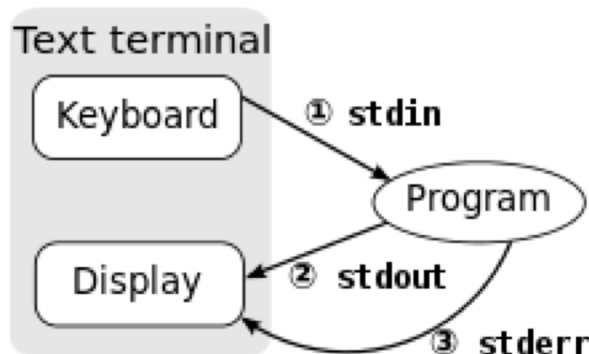 Text terminal
Keyboard
① stdin
Program
Display
② stdout
③ stderr